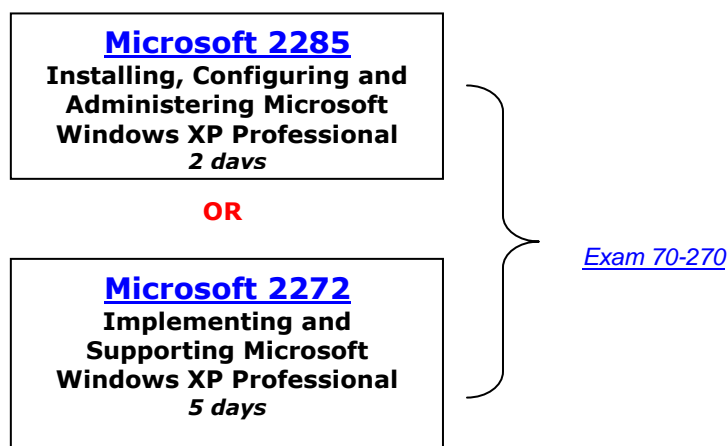 Microsoft 2285
Installing, Configuring and
Administering Microsoft
Windows XP Professional
2 days
OR
Exam 70-270
Microsoft 2272
Implementing and
Supporting Microsoft
Windows XP Professional
5 days